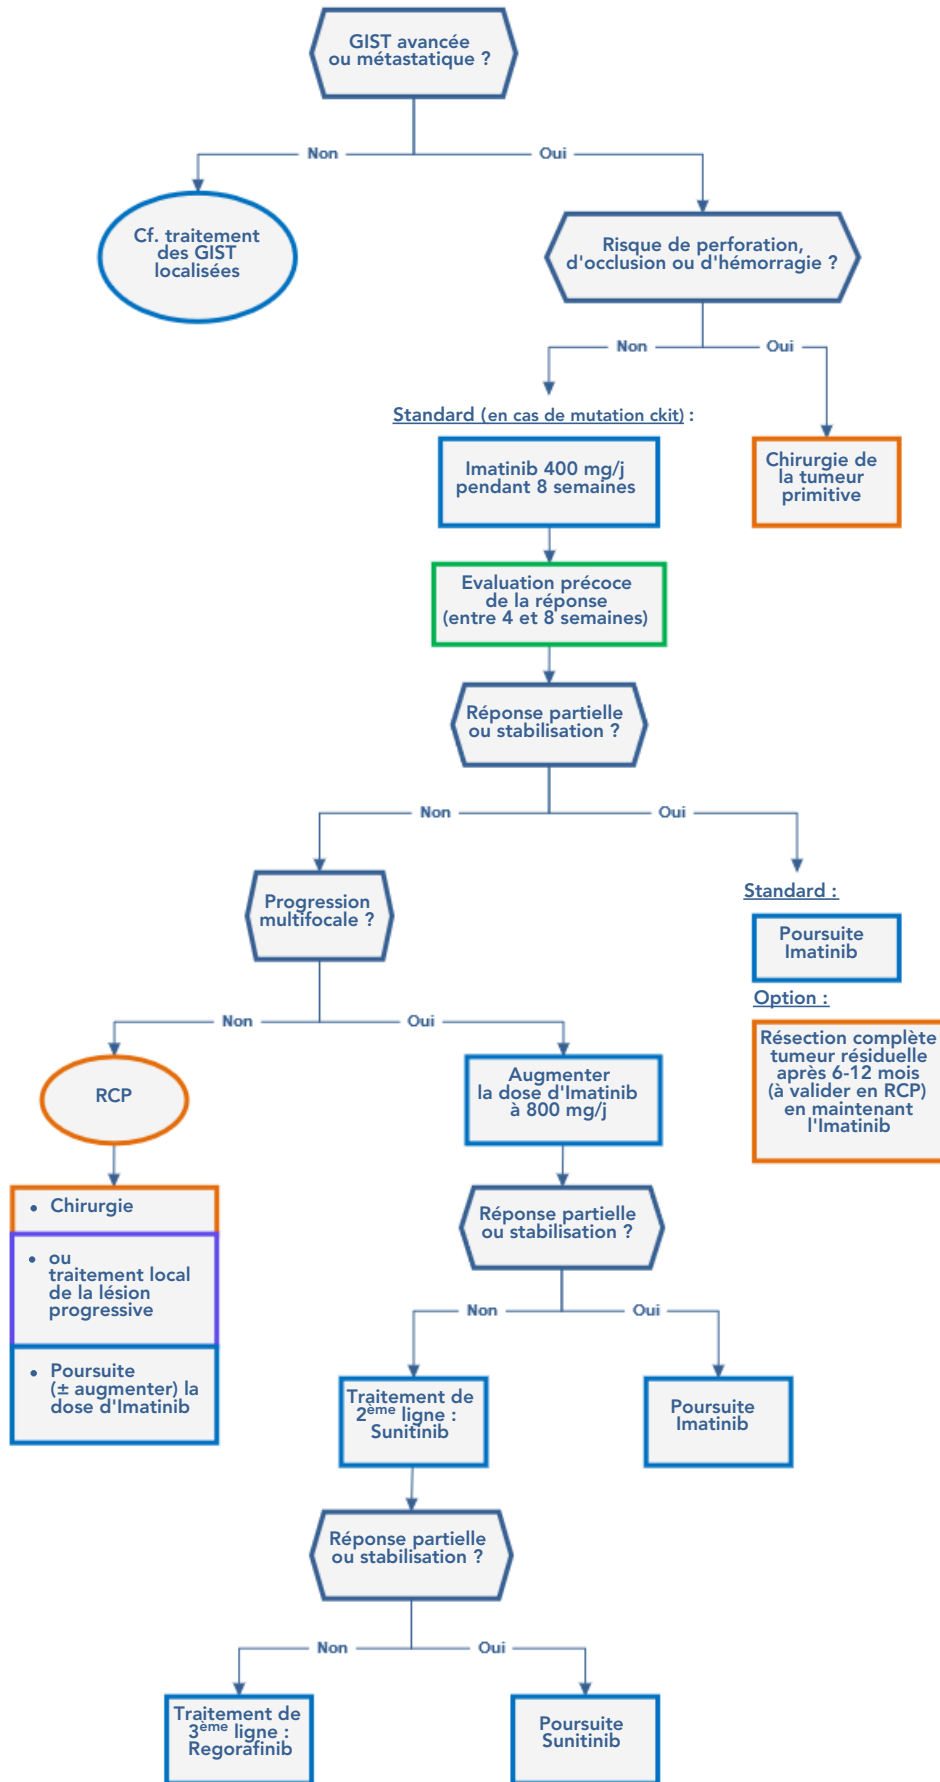 GIST avancée
ou métastatique ?
Non
Oui
Cf. traitement
des GIST
localisées
Risque de perforation,
d'occlusion ou d'hémorragie ?
Non
Oui
Standard (en cas de mutation ckit) :
Imatinib 400 mg/j
pendant 8 semaines
Chirurgie de
la tumeur
primitive
Evaluation précoce
de la réponse
(entre 4 et 8 semaines)
Réponse partielle
ou stabilisation ?
Non
Oui
Progression
multifocale ?
Standard :
Poursuite
Imatinib
Option :
Résection complète
tumeur résiduelle
après 6-12 mois
(à valider en RCP)
en maintenant
l'Imatinib
Non
Oui
RCP
Augmenter
la dose d'Imatinib
à 800 mg/j
• Chirurgie
• ou
traitement local
de la lésion
progressive
• Poursuite
(± augmenter) la
dose d'Imatinib
Réponse partielle
ou stabilisation ?
Non
Oui
Traitement de
2ème ligne :
Sunitinib
Poursuite
Imatinib
Réponse partielle
ou stabilisation ?
Non
Oui
Traitement de
3ème ligne :
Regorafinib
Poursuite
Sunitinib